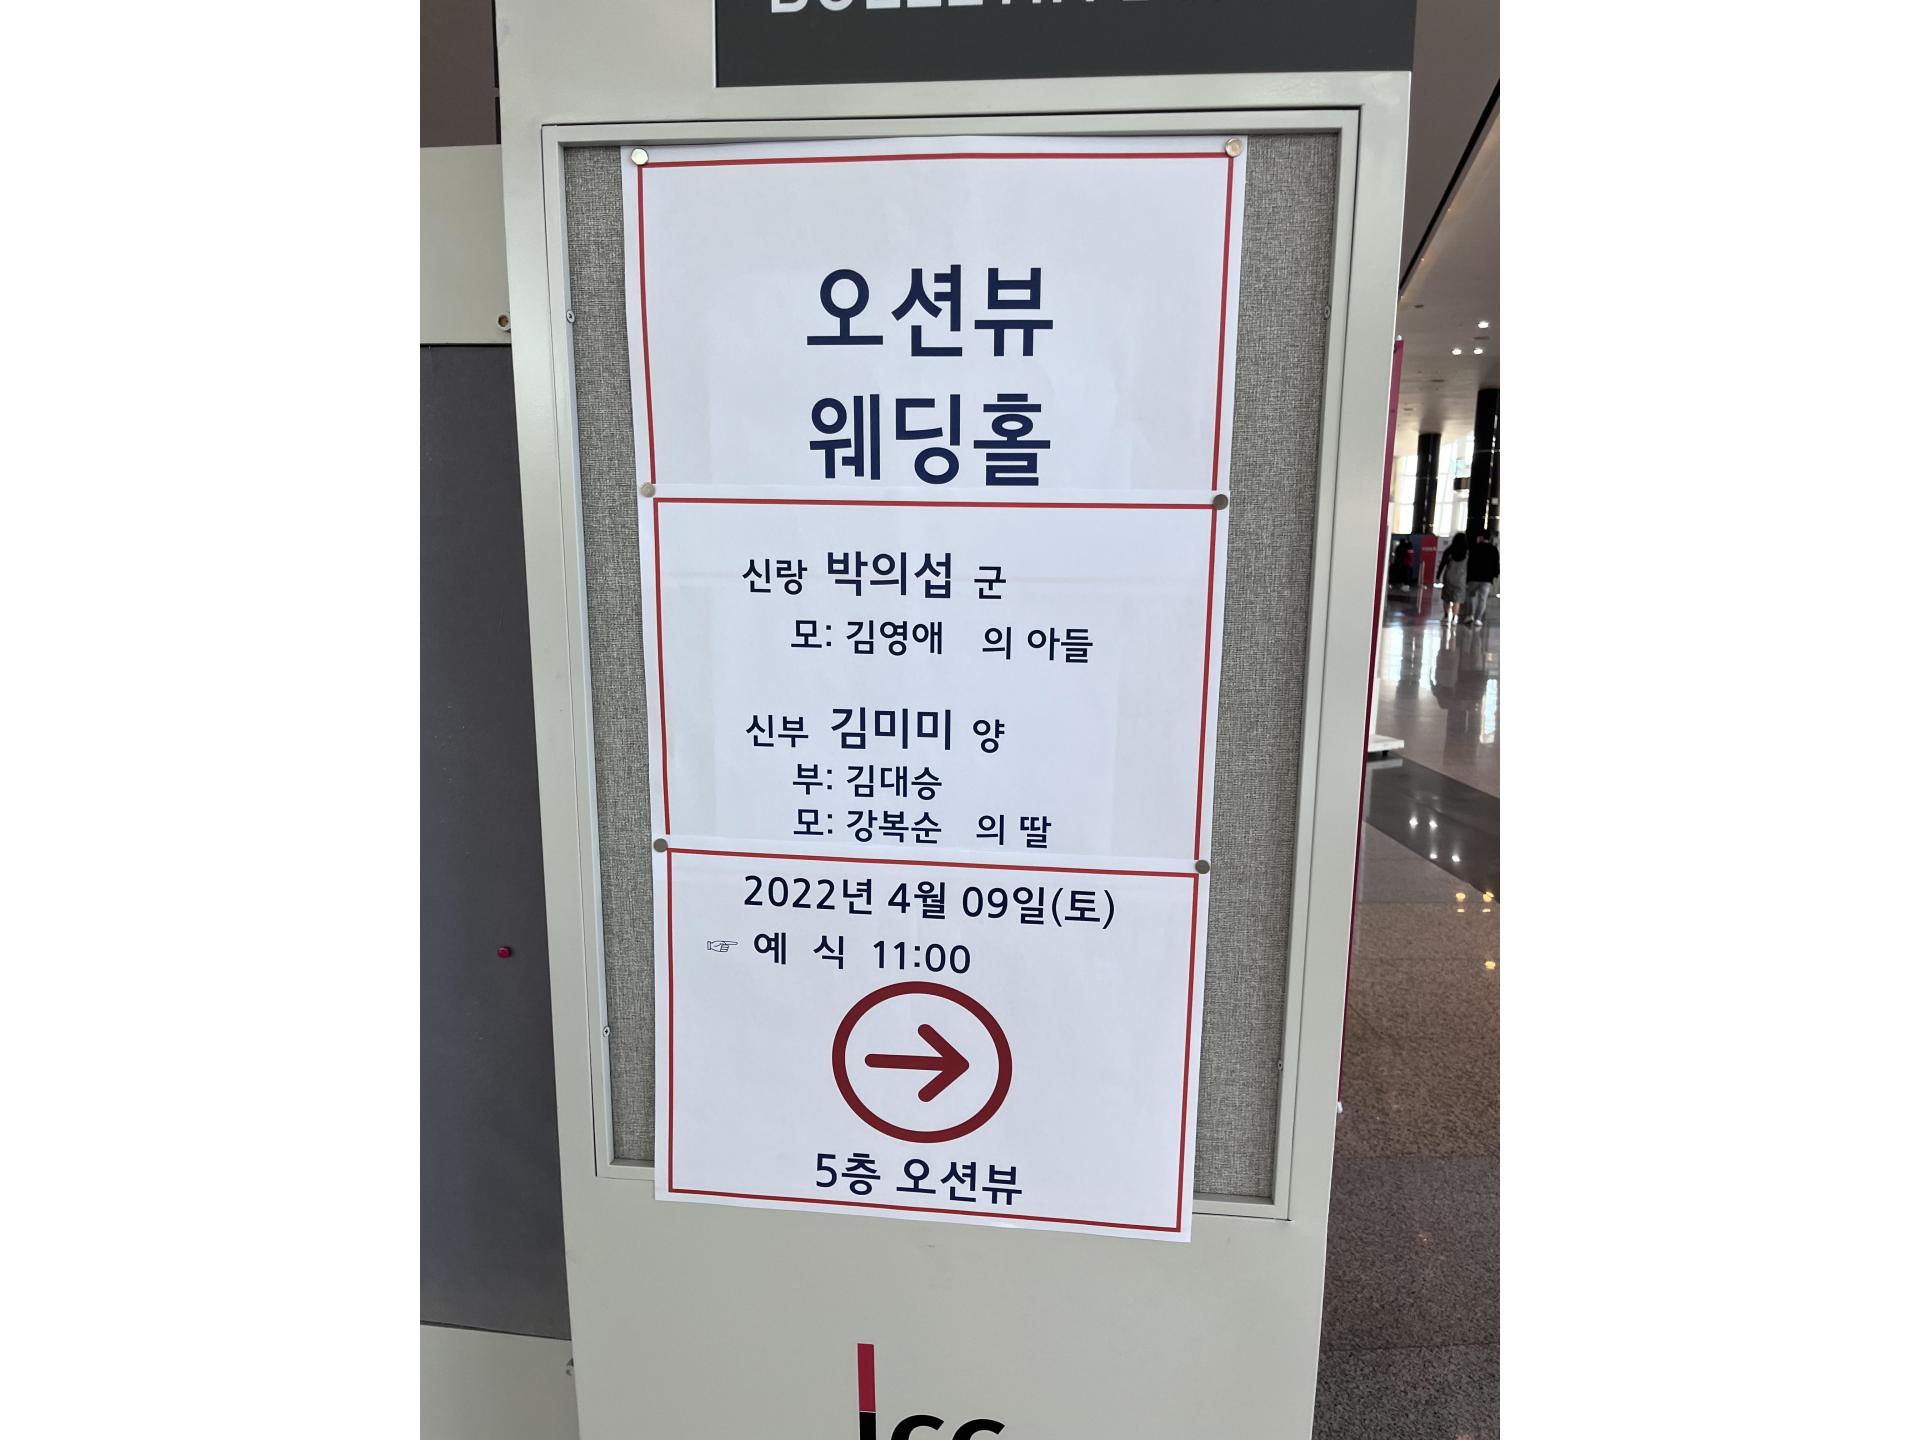 오션뷰
웨딩홀
신랑 박의섭 군
모: 김영애 의 아들
신부 김미미 양
부: 김대승
모: 강복순 의 딸
2022년 4월 09일(토)
☞ 예 식 11:00
5층 오션뷰
Icc